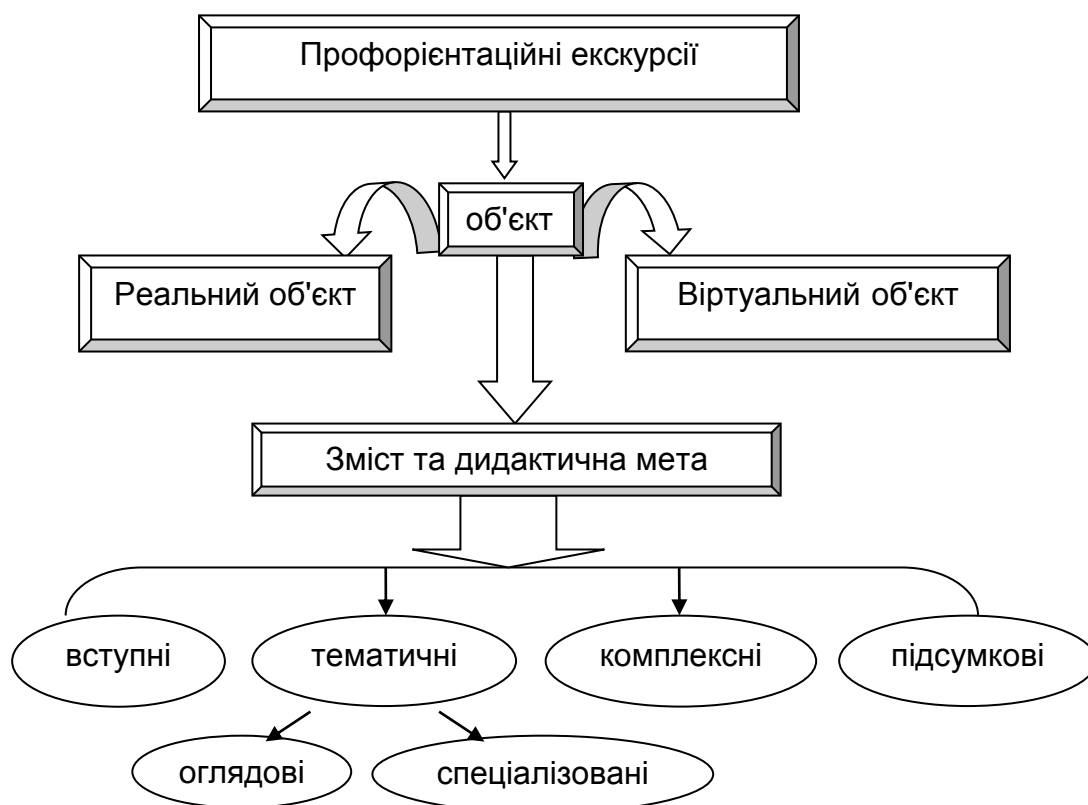 Профорієнтаційні екскурсії
об'єкт
Реальний об'єкт
Віртуальний об'єкт
Зміст та дидактична мета
вступні
тематичні
комплексні
підсумкові
оглядові
спеціалізовані